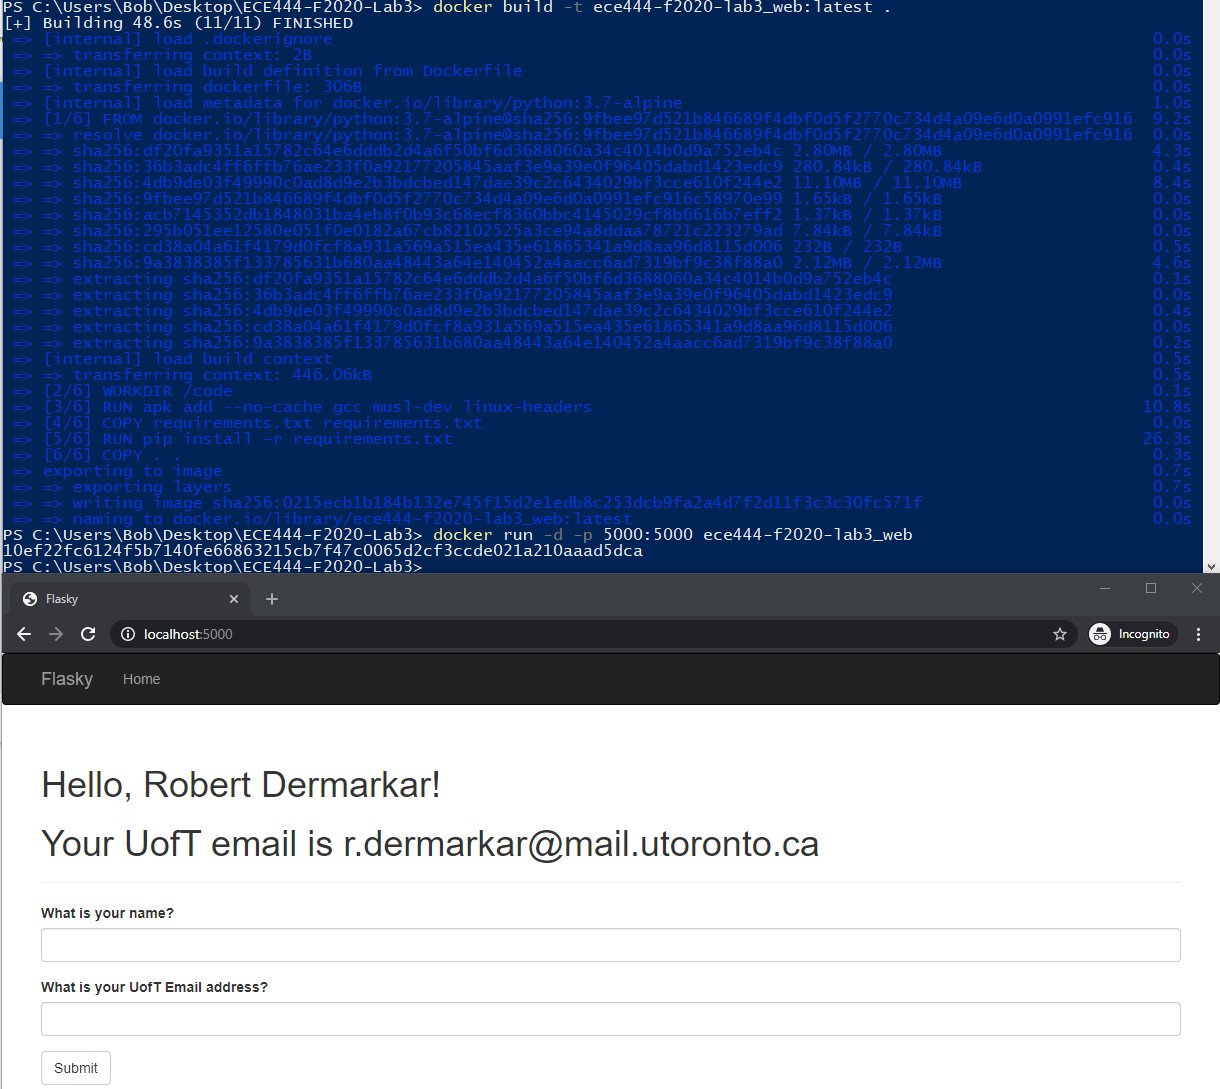 PS C:\Users\Bob\Desktop\ECE444-F2020-Lab3> docker build -t ece444-f2020-lab3_web:latest .
[+] Building 48.6s (11/11) FINISHED
=> [internal] load .dockerignore 0.0s
=> => transferring context: 2B 0.0s
=> [internal] load build definition from Dockerfile 0.0s
=> => transferring dockerfile: 306B 0.0s
=> [internal] load metadata for docker.io/library/python:3.7-alpine 1.0s
=> [1/6] FROM docker.io/library/python:3.7-alpine@sha256:9fbee97d521b846689f4dbf0d5f2770c734d4a09e6d0a0991efc916 9.2s
=> => resolve docker.io/library/python:3.7-alpine@sha256:9fbee97d521b846689f4dbf0d5f2770c734d4a09e6d0a0991efc916 0.0s
=> => sha256:df20fa9351a15782c64e6dddb2d4a6f50bf6d3688060a34c4014b0d9a752eb4c 2.80MB / 2.80MB 4.3s
=> => sha256:36b3adc4ff6ffb76ae233f0a92177205845aaf3e9a39e0f96405dabd1423edc9 280.84kB / 280.84kB 0.4s
=> => sha256:4db9de03f49990c0ad8d9e2b3bdcbed147dae39c2c6434029bf3cce610f244e2 11.10MB / 11.10MB 8.4s
=> => sha256:9fbee97d521b846689f4dbf0d5f2770c734d4a09e6d0a0991efc916c58970e99 1.65kB / 1.65kB 0.0s
=> => sha256:acb7145352db1848031ba4eb8f0b93c68ecf8360bbc4145029cf8b6616b7eff2 1.37kB / 1.37kB 0.0s
=> => sha256:295b051ee12580e051f0e0182a67cb82102525a3ce94a8ddaa78721c223279ad 7.84kB / 7.84kB 0.0s
=> => sha256:cd38a04a61f4179d0fcf8a931a569a515ea435e61865341a9d8aa96d8115d006 232B / 232B 0.5s
=> => sha256:9a3838385f133785631b680aa48443a64e140452a4aacc6ad7319bf9c38f88a0 2.12MB / 2.12MB 4.6s
=> => extracting sha256:df20fa9351a15782c64e6dddb2d4a6f50bf6d3688060a34c4014b0d9a752eb4c 0.1s
=> => extracting sha256:36b3adc4ff6ffb76ae233f0a92177205845aaf3e9a39e0f96405dabd1423edc9 0.0s
=> => extracting sha256:4db9de03f49990c0ad8d9e2b3bdcbed147dae39c2c6434029bf3cce610f244e2 0.4s
=> => extracting sha256:cd38a04a61f4179d0fcf8a931a569a515ea435e61865341a9d8aa96d8115d006 0.0s
=> => extracting sha256:9a3838385f133785631b680aa48443a64e140452a4aacc6ad7319bf9c38f88a0 0.2s
=> [internal] load build context 0.5s
=> => transferring context: 446.06kB 0.5s
=> [2/6] WORKDIR /code 0.1s
=> [3/6] RUN apk add --no-cache gcc musl-dev linux-headers 10.8s
=> [4/6] COPY requirements.txt requirements.txt 0.0s
=> [5/6] RUN pip install -r requirements.txt 26.3s
=> [6/6] COPY . . 0.3s
=> exporting to image 0.7s
=> => exporting layers 0.7s
=> => writing image sha256:0215ecb1b184b132e745f15d2e1edb8c253dcb9fa2a4d7f2d11f3c3c30fc571f 0.0s
=> => naming to docker.io/library/ece444-f2020-lab3_web:latest 0.0s
PS C:\Users\Bob\Desktop\ECE444-F2020-Lab3> docker run -d -p 5000:5000 ece444-f2020-lab3_web
10ef22fc6124f5b7140fe66863215cb7f47c0065d2cf3ccde021a210aaad5dca
PS C:\Users\Bob\Desktop\ECE444-F2020-Lab3>
Flasky
localhost:5000 Incognito
Flasky Home
Hello, Robert Dermarkar!
Your UofT email is r.dermarkar@mail.utoronto.ca
What is your name?
What is your UofT Email address?
Submit